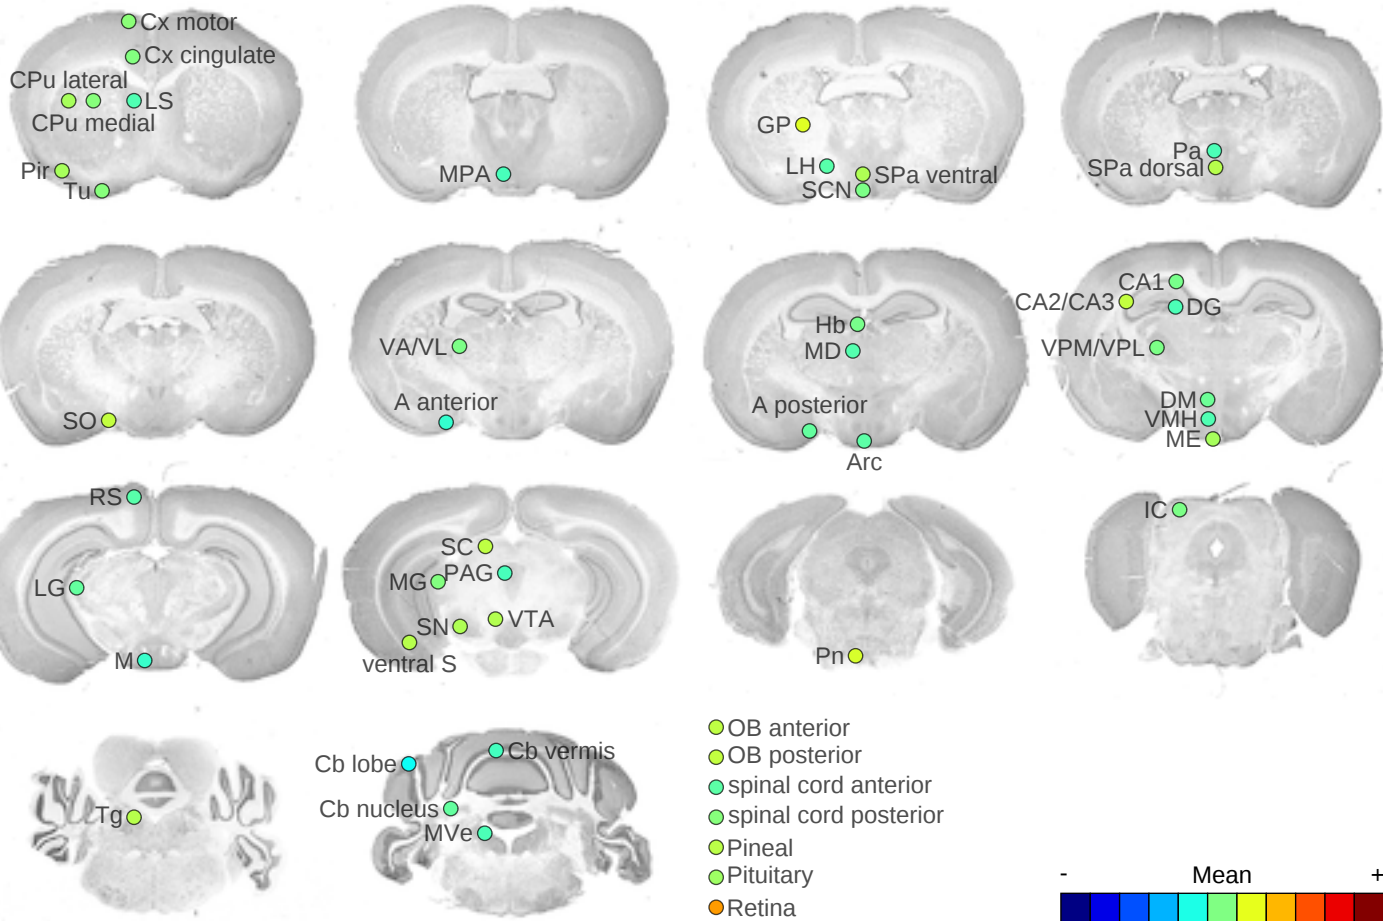 Cx motor
Cx cingulate
CPu lateral
LS
CPu medial
Pir
Tu
MPA
GP
LH
SPa ventral
SCN
Pa
SPa dorsal
SO
VA/VL
A anterior
Hb
MD
A posterior
Arc
CA1
CA2/CA3
DG
VPM/VPL
DM
VMH
ME
RS
LG
M
SC
PAG
MG
VTA
SN
ventral S
Pn
IC
Tg
Cb vermis
Cb lobe
Cb nucleus
MVe
OB anterior
OB posterior
spinal cord anterior
spinal cord posterior
Pineal
Pituitary
Retina
- Mean +